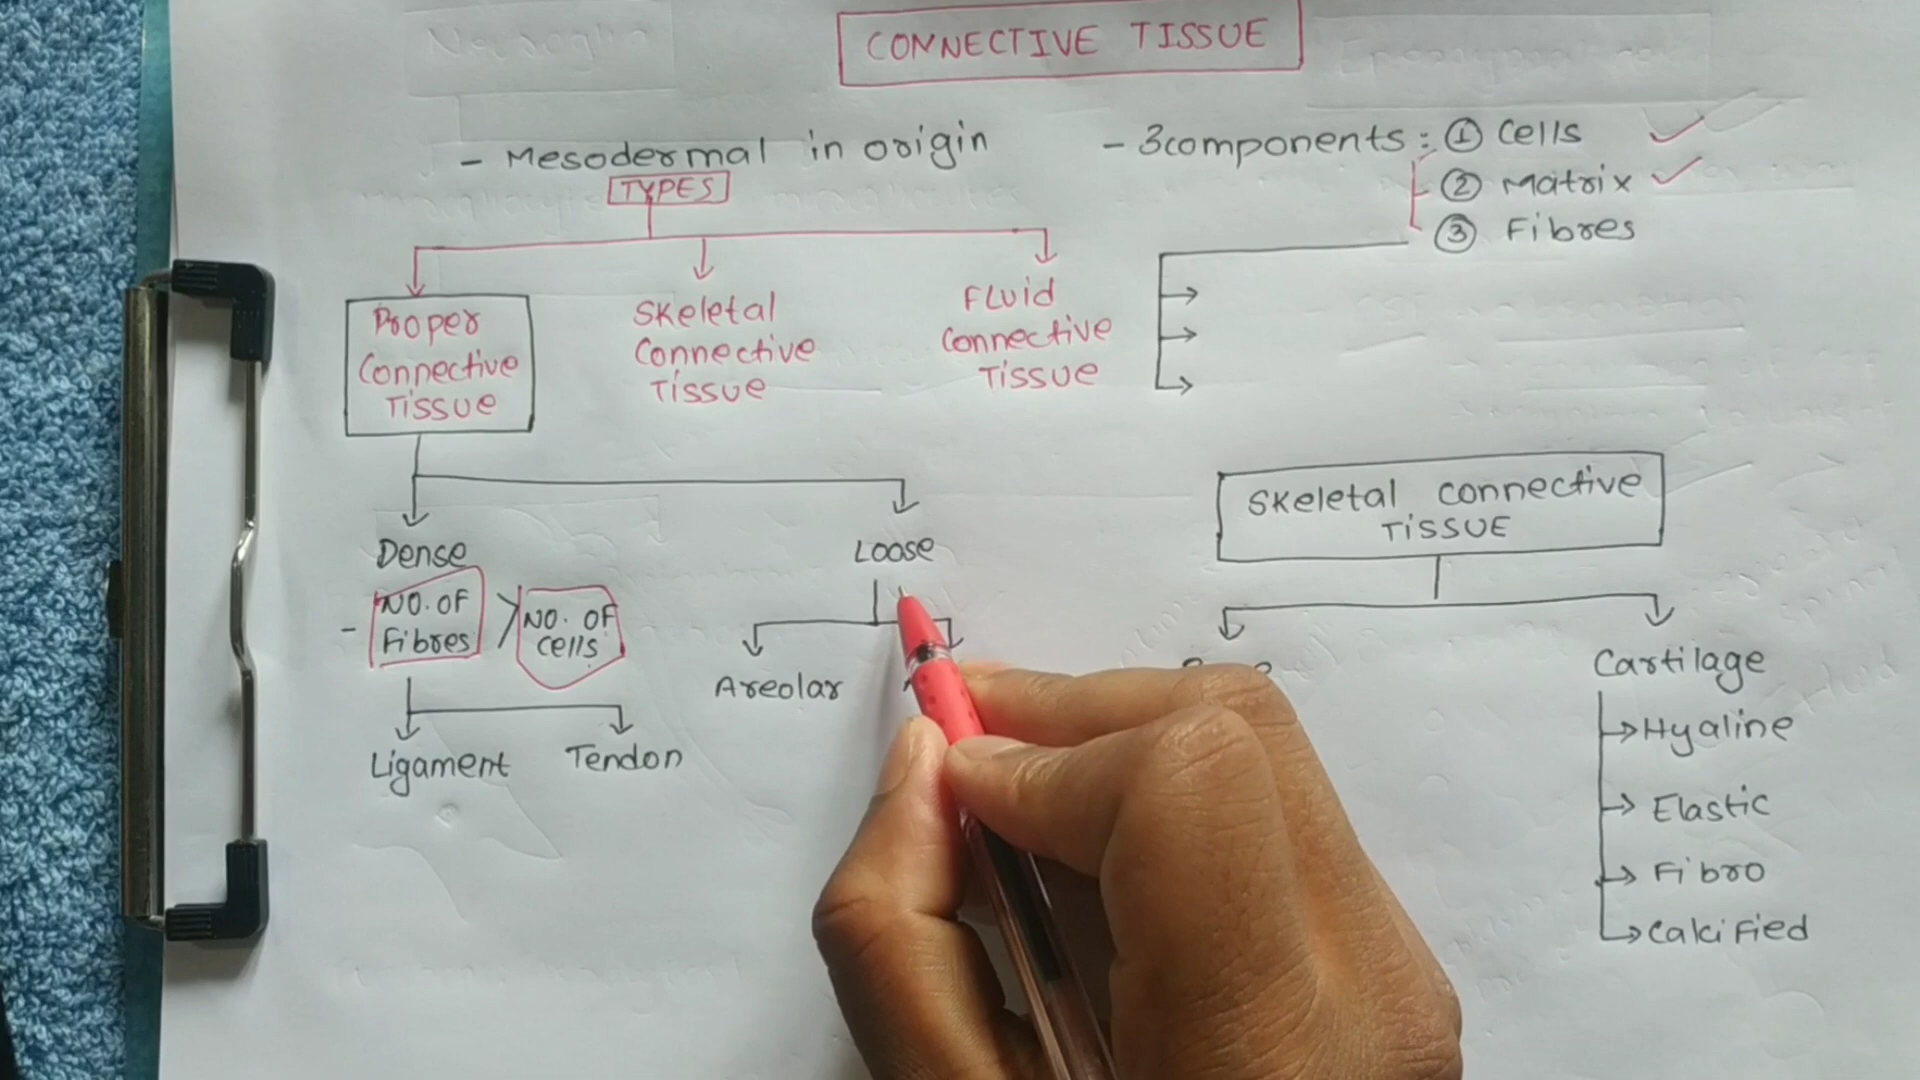 CONNECTIVE TISSUE
- Mesodermal in origin
- 3components : ① Cells
② Matrix
③ Fibres
TYPES
Proper
Connective
Tissue
Skeletal
Connective
Tissue
Fluid
Connective
Tissue
Dense
- NO. OF
Fibres
> NO. OF
cells
Ligament
Tendon
Loose
Areolar
Skeletal connective
Tissue
Cartilage
Hyaline
Elastic
Fibro
Calcified